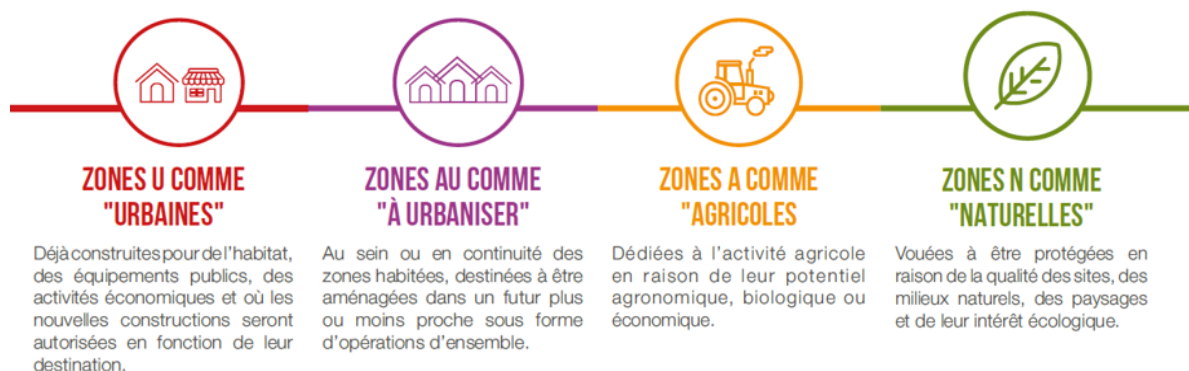 ZONES U COMME
"URBAINES"
Déjà construites pour de l'habitat,
des équipements publics, des
activités économiques et où les
nouvelles constructions seront
autorisées en fonction de leur
destination.
ZONES AU COMME
"À URBANISER"
Au sein ou en continuité des
zones habitées, destinées à être
aménagées dans un futur plus
ou moins proche sous forme
d'opérations d'ensemble.
ZONES A COMME
"AGRICOLES
Dédiées à l'activité agricole
en raison de leur potentiel
agronomique, biologique ou
économique.
ZONES N COMME
"NATURELLES"
Vouées à être protégées en
raison de la qualité des sites, des
milieux naturels, des paysages
et de leur intérêt écologique.